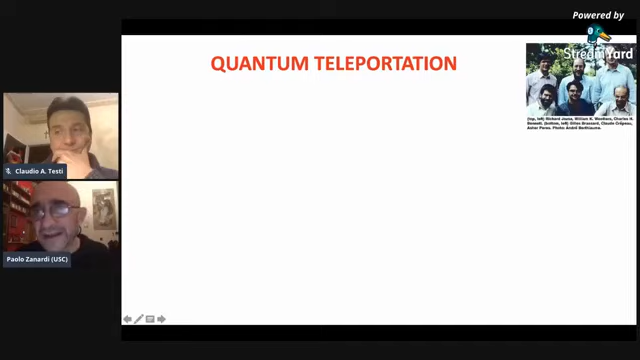 Powered by
StreamYard
QUANTUM TELEPORTATION
(top, left) Richard Jozsa, William K. Wootters, Charles H.
Bennett. (bottom, left) Gilles Brassard, Claude Crépeau,
Asher Peres. Photo: André Berthiaume.
Claudio A. Testi
Paolo Zanardi (USC)